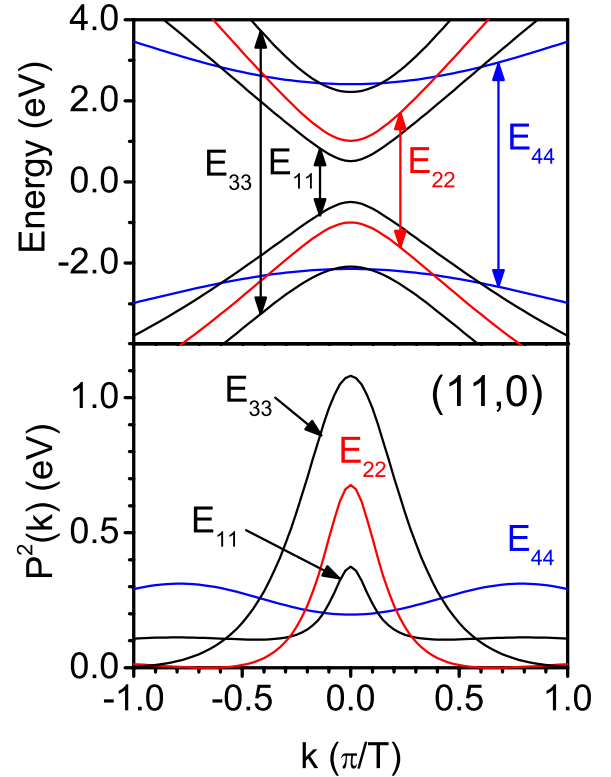 4.0
2.0
0.0
-2.0
Energy (eV)
E33
E11
E22
E44
1.0
0.5
0.0
P2(k) (eV)
(11,0)
E33
E22
E11
E44
-1.0 -0.5 0.0 0.5 1.0
k (π/T)